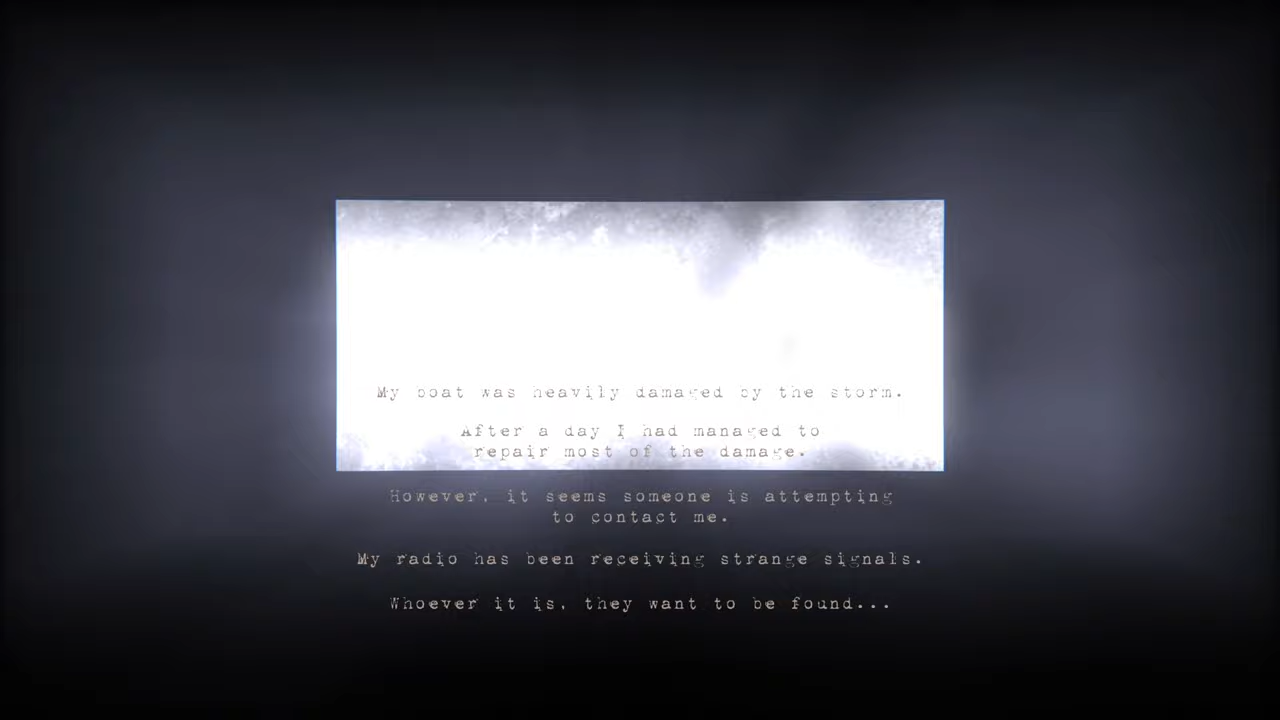 My boat was heavily damaged by the storm.
After a day I had managed to
repair most of the damage.
However, it seems someone is attempting
to contact me.
My radio has been receiving strange signals.
Whoever it is, they want to be found...